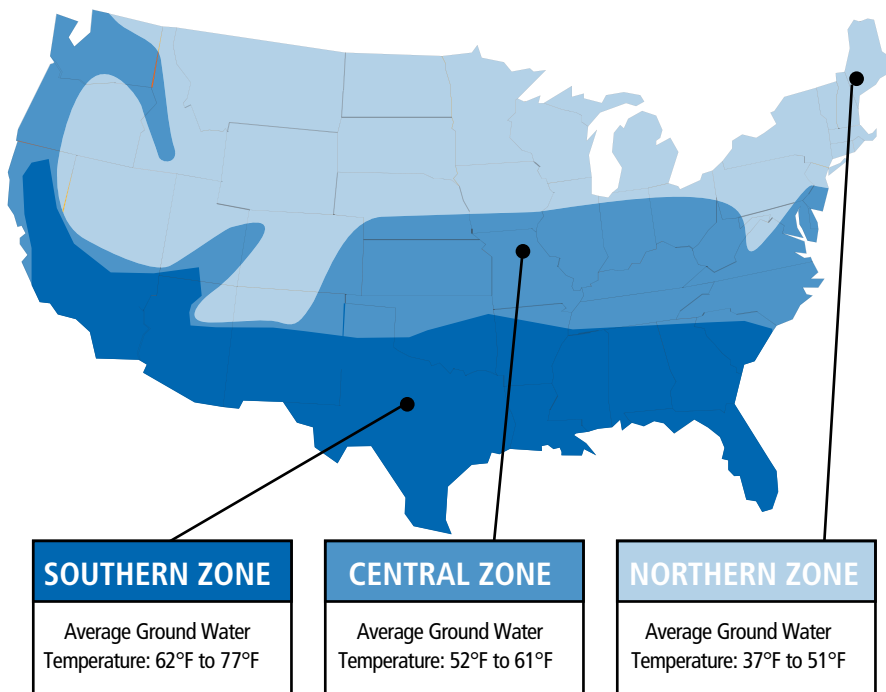 SOUTHERN ZONE
Average Ground Water
Temperature: 62°F to 77°F
CENTRAL ZONE
Average Ground Water
Temperature: 52°F to 61°F
NORTHERN ZONE
Average Ground Water
Temperature: 37°F to 51°F